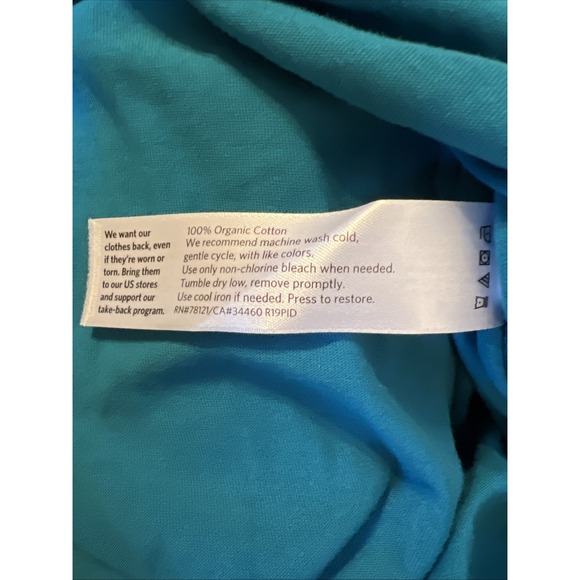 We want our
clothes back, even
if they're worn or
torn. Bring them
to our US stores
and support our
take-back program.
100% Organic Cotton
We recommend machine wash cold,
gentle cycle, with like colors.
Use only non-chlorine bleach when needed.
Tumble dry low, remove promptly.
Use cool iron if needed. Press to restore.
RN#78121/CA#34460 R19PID